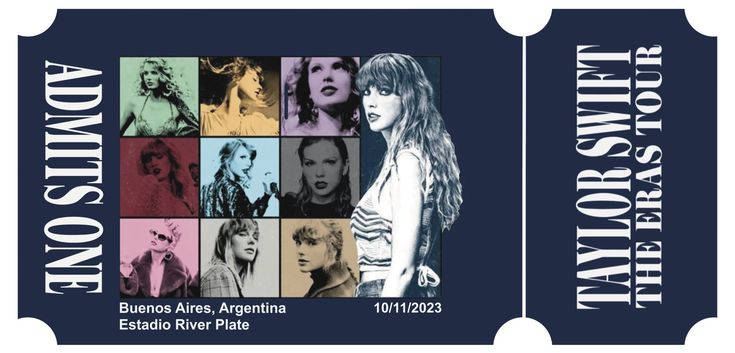 ADMITS ONE
Buenos Aires, Argentina
Estadio River Plate
10/11/2023
TAYLOR SWIFT
THE ERAS TOUR